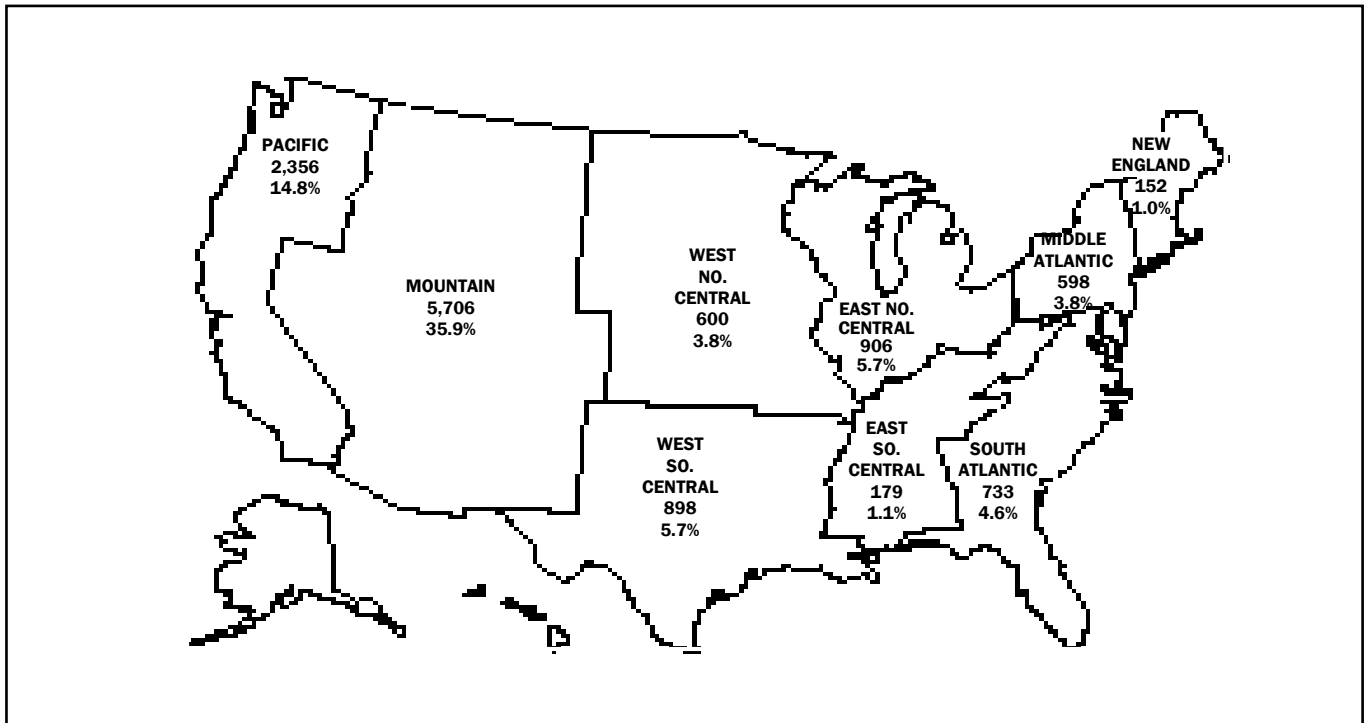 PACIFIC
2,356
14.8%
MOUNTAIN
5,706
35.9%
WEST
NO.
CENTRAL
600
3.8%
EAST NO.
CENTRAL
906
5.7%
NEW
ENGLAND
152
1.0%
MIDDLE
ATLANTIC
598
3.8%
WEST
SO.
CENTRAL
898
5.7%
EAST
SO.
CENTRAL
179
1.1%
SOUTH
ATLANTIC
733
4.6%